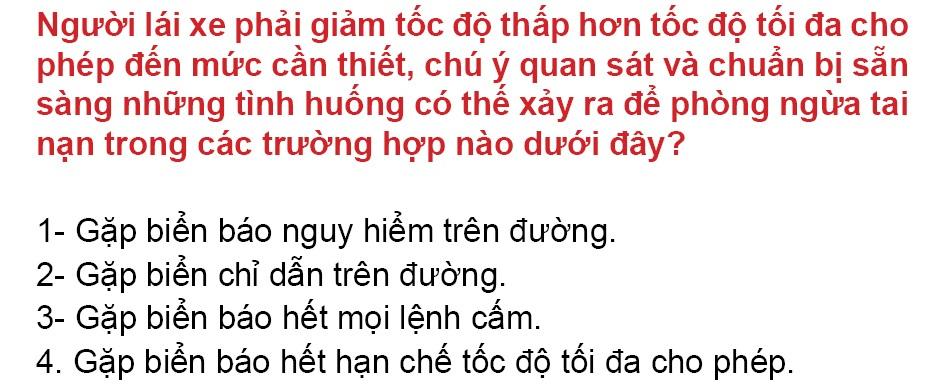 Người lái xe phải giảm tốc độ thấp hơn tốc độ tối đa cho
phép đến mức cần thiết, chú ý quan sát và chuẩn bị sẵn
sàng những tình huống có thể xảy ra để phòng ngừa tai
nạn trong các trường hợp nào dưới đây?
1- Gặp biển báo nguy hiểm trên đường.
2- Gặp biển chỉ dẫn trên đường.
3- Gặp biển báo hết mọi lệnh cấm.
4. Gặp biển báo hết hạn chế tốc độ tối đa cho phép.